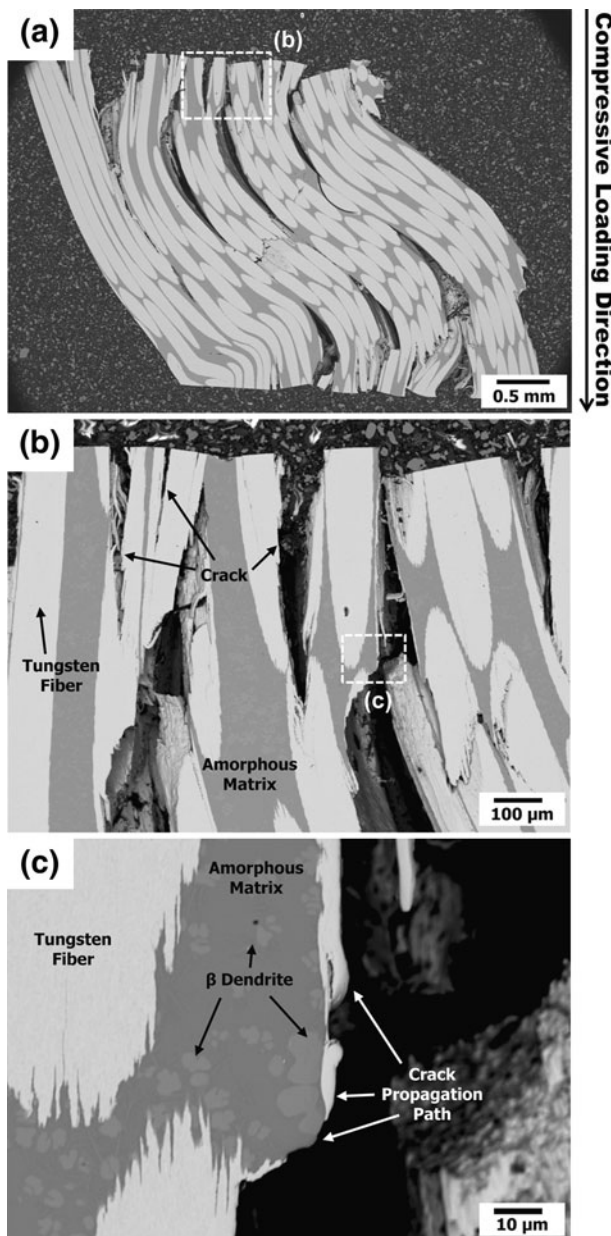 (a)
(b)
Compressive Loading Direction
0.5 mm
(b)
Crack
Tungsten
Fiber
(c)
Amorphous
Matrix
100 µm
(c)
Amorphous
Matrix
Tungsten
Fiber
β Dendrite
Crack
Propagation
Path
10 µm